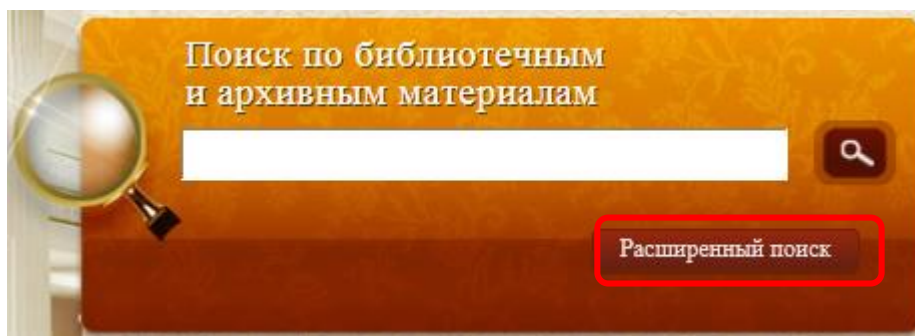 Поиск по библиотечным
и архивным материалам
Расширенный поиск